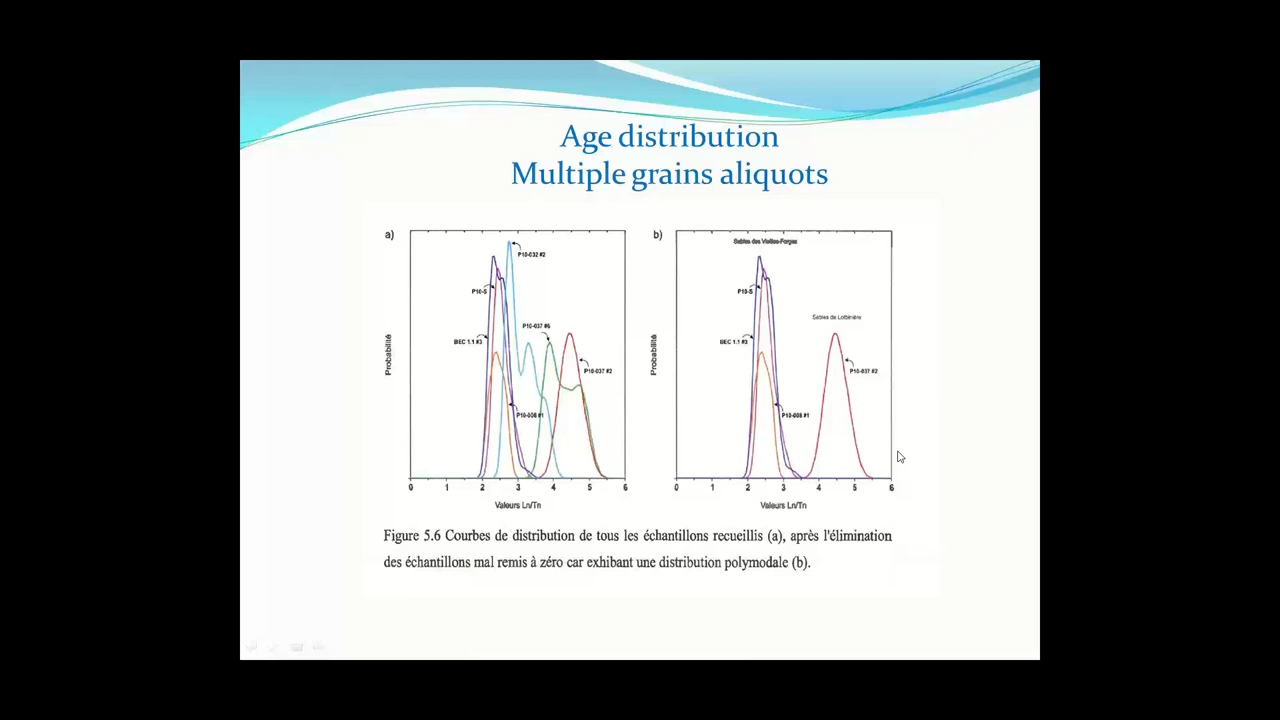 Age distribution
Multiple grains aliquots
a)
P10-032 #2
P10-S
P10-037 #6
BEC 1.1 #3
P10-037 #2
P10-008 #1
Probabilité
0 1 2 3 4 5 6
Valeurs Ln/Tn
b)
Sables des Vieilles-Forges
P10-S
Sables de Lotbinière
BEC 1.1 #3
P10-037 #2
P10-008 #1
Probabilité
0 1 2 3 4 5 6
Valeurs Ln/Tn
Figure 5.6 Courbes de distribution de tous les échantillons recueillis (a), après l'élimination
des échantillons mal remis à zéro car exhibant une distribution polymodale (b).